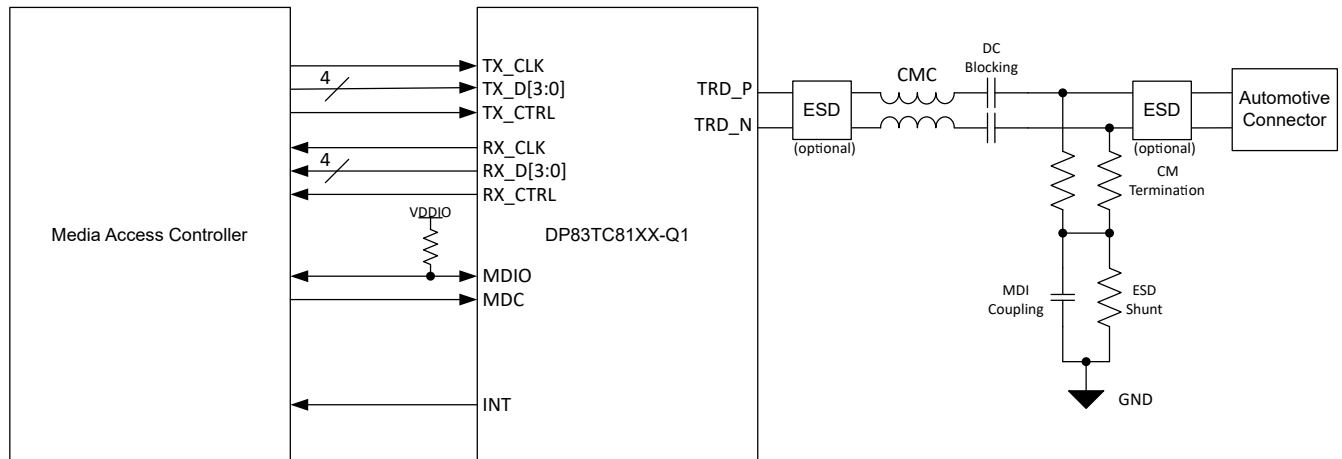 TX_CLK
4
TX_D[3:0]
TX_CTRL
RX_CLK
4
RX_D[3:0]
RX_CTRL
VDDIO
Media Access Controller
DP83TC81XX-Q1
MDIO
MDC
INT
TRD_P
TRD_N
ESD
(optional)
CMC
DC
Blocking
ESD
(optional)
Automotive
Connector
CM
Termination
MDI
Coupling
ESD
Shunt
GND